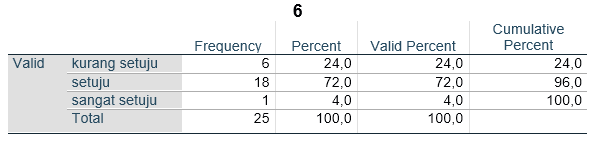 6
Frequency Percent Valid Percent Cumulative Percent
Valid kurang setuju 6 24,0 24,0 24,0
setuju 18 72,0 72,0 96,0
sangat setuju 1 4,0 4,0 100,0
Total 25 100,0 100,0